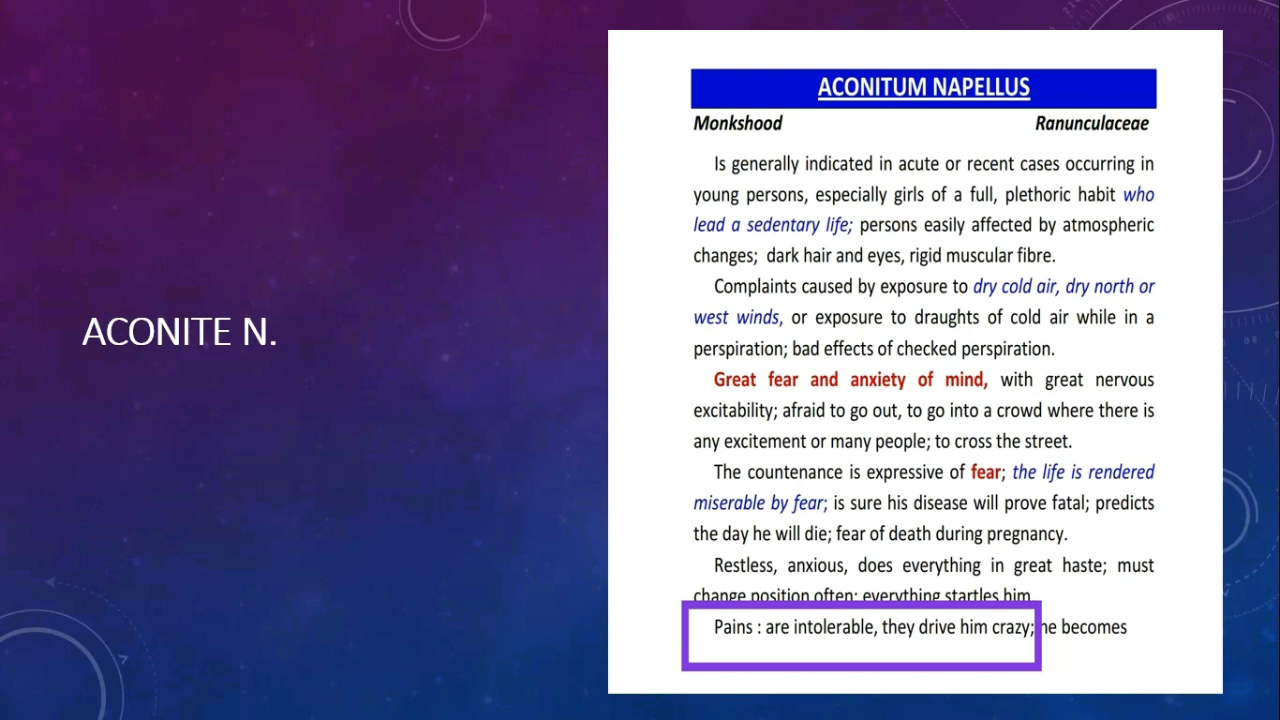 ACONITE N.
ACONITUM NAPELLUS
Monkshood Ranunculaceae
Is generally indicated in acute or recent cases occurring in
young persons, especially girls of a full, plethoric habit who
lead a sedentary life; persons easily affected by atmospheric
changes; dark hair and eyes, rigid muscular fibre.
Complaints caused by exposure to dry cold air, dry north or
west winds, or exposure to draughts of cold air while in a
perspiration; bad effects of checked perspiration.
Great fear and anxiety of mind, with great nervous
excitability; afraid to go out, to go into a crowd where there is
any excitement or many people; to cross the street.
The countenance is expressive of fear; the life is rendered
miserable by fear; is sure his disease will prove fatal; predicts
the day he will die; fear of death during pregnancy.
Restless, anxious, does everything in great haste; must
change position often; everything startles him.
Pains : are intolerable, they drive him crazy; he becomes